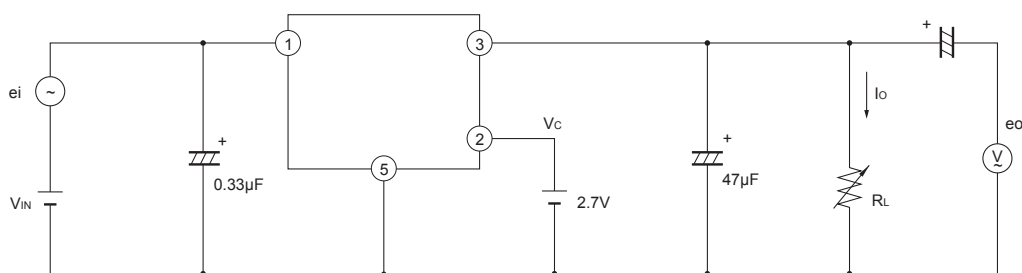 +
1
3
ei
~
IO
eo
+
0.33µF
VC
2
+
47µF
V
~
5
VIN
2.7V
RL